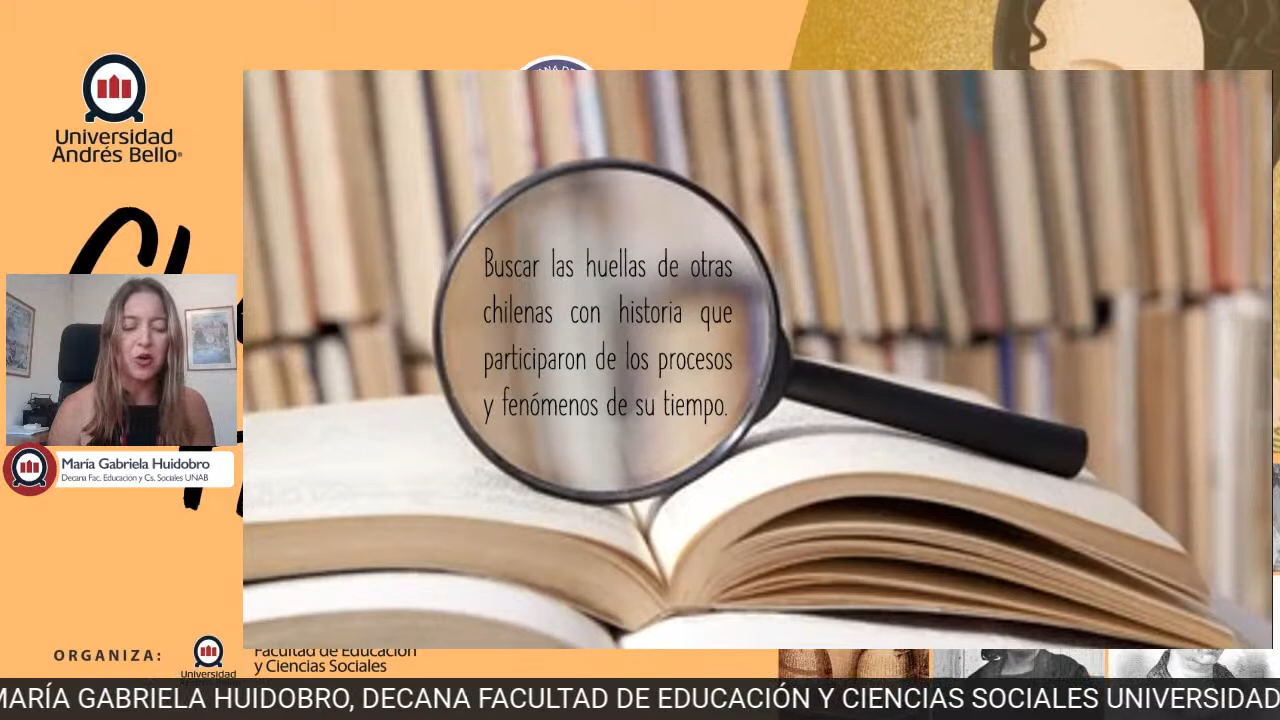 Universidad
Andrés Bello
Buscar las huellas de otras
chilenas con historia que
participaron de los procesos
y fenómenos de su tiempo.
María Gabriela Huidobro
Decana Fac. Educación y Cs. Sociales UNAB
ORGANIZA:
Universidad
Facultad de Educación
y Ciencias Sociales
MARÍA GABRIELA HUIDOBRO, DECANA FACULTAD DE EDUCACIÓN Y CIENCIAS SOCIALES UNIVERSIDAD